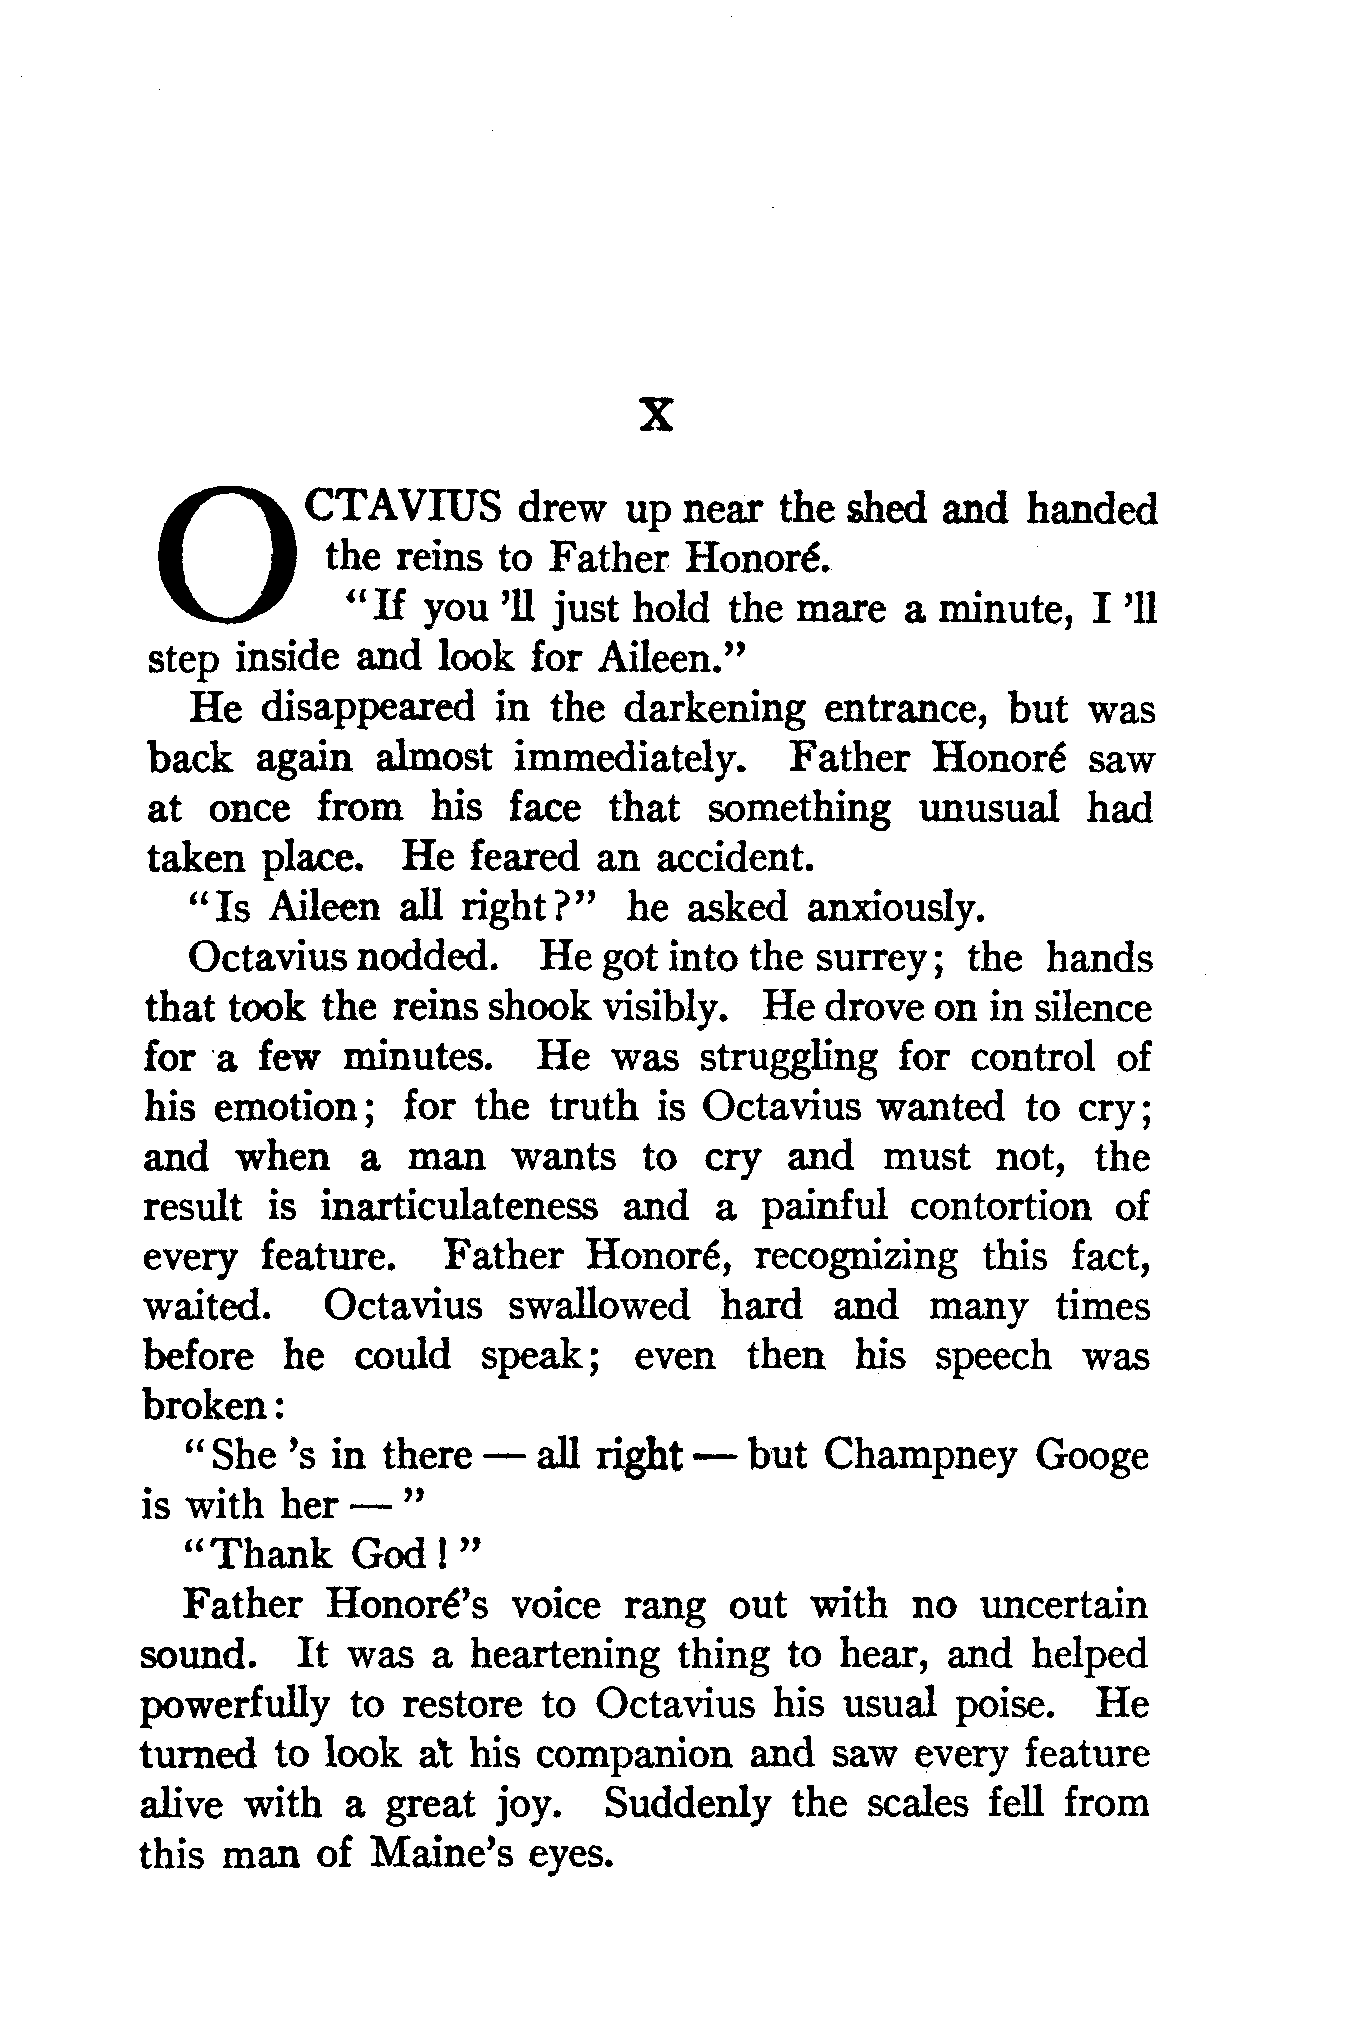 X
OCTAVIUS drew up near the shed and handed
the reins to Father Honoré.
"If you 'll just hold the mare a minute, I 'll
step inside and look for Aileen."
He disappeared in the darkening entrance, but was
back again almost immediately. Father Honoré saw
at once from his face that something unusual had
taken place. He feared an accident.
"Is Aileen all right?" he asked anxiously.
Octavius nodded. He got into the surrey; the hands
that took the reins shook visibly. He drove on in silence
for a few minutes. He was struggling for control of
his emotion; for the truth is Octavius wanted to cry;
and when a man wants to cry and must not, the
result is inarticulateness and a painful contortion of
every feature. Father Honoré, recognizing this fact,
waited. Octavius swallowed hard and many times
before he could speak; even then his speech was
broken:
"She 's in there — all right — but Champney Googe
is with her — "
"Thank God! "
Father Honoré's voice rang out with no uncertain
sound. It was a heartening thing to hear, and helped
powerfully to restore to Octavius his usual poise. He
turned to look at his companion and saw every feature
alive with a great joy. Suddenly the scales fell from
this man of Maine's eyes.